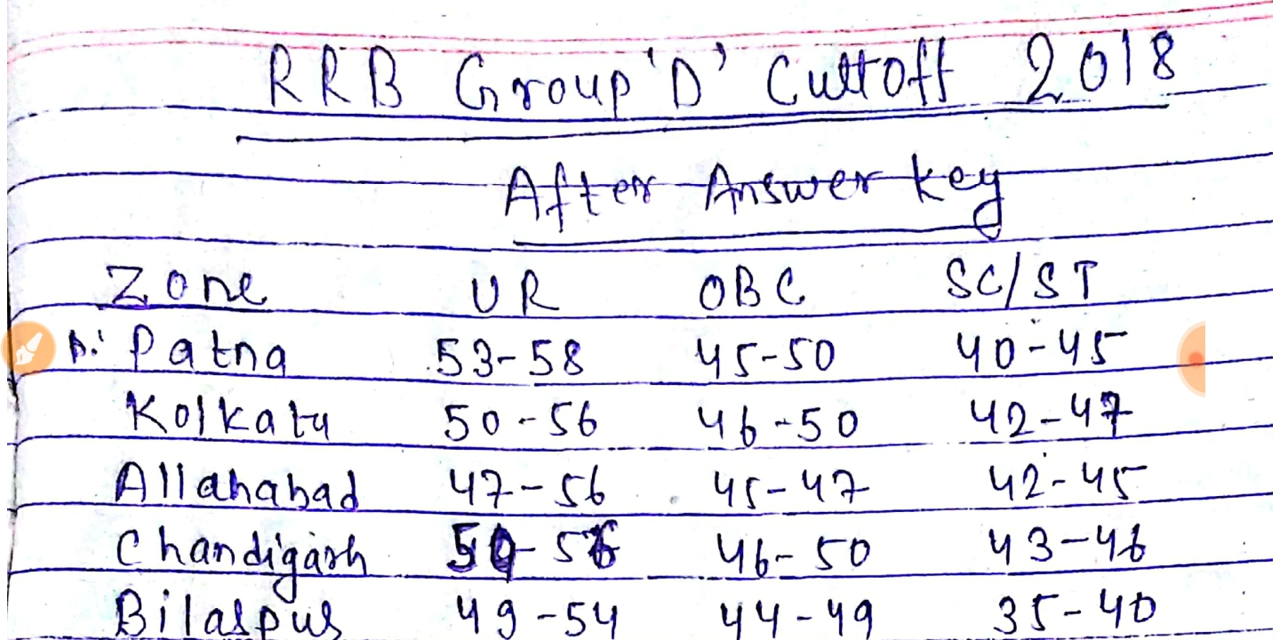 RRB Group 'D' Cuttoff 2018
After Answer key
Zone UR OBC SC/ST
Patna 53-58 45-50 40-45
Kolkata 50-56 46-50 42-47
Allahabad 47-56 45-47 42-45
Chandigarh 56 46-50 43-46
Bilaspur 49-54 44-49 35-40